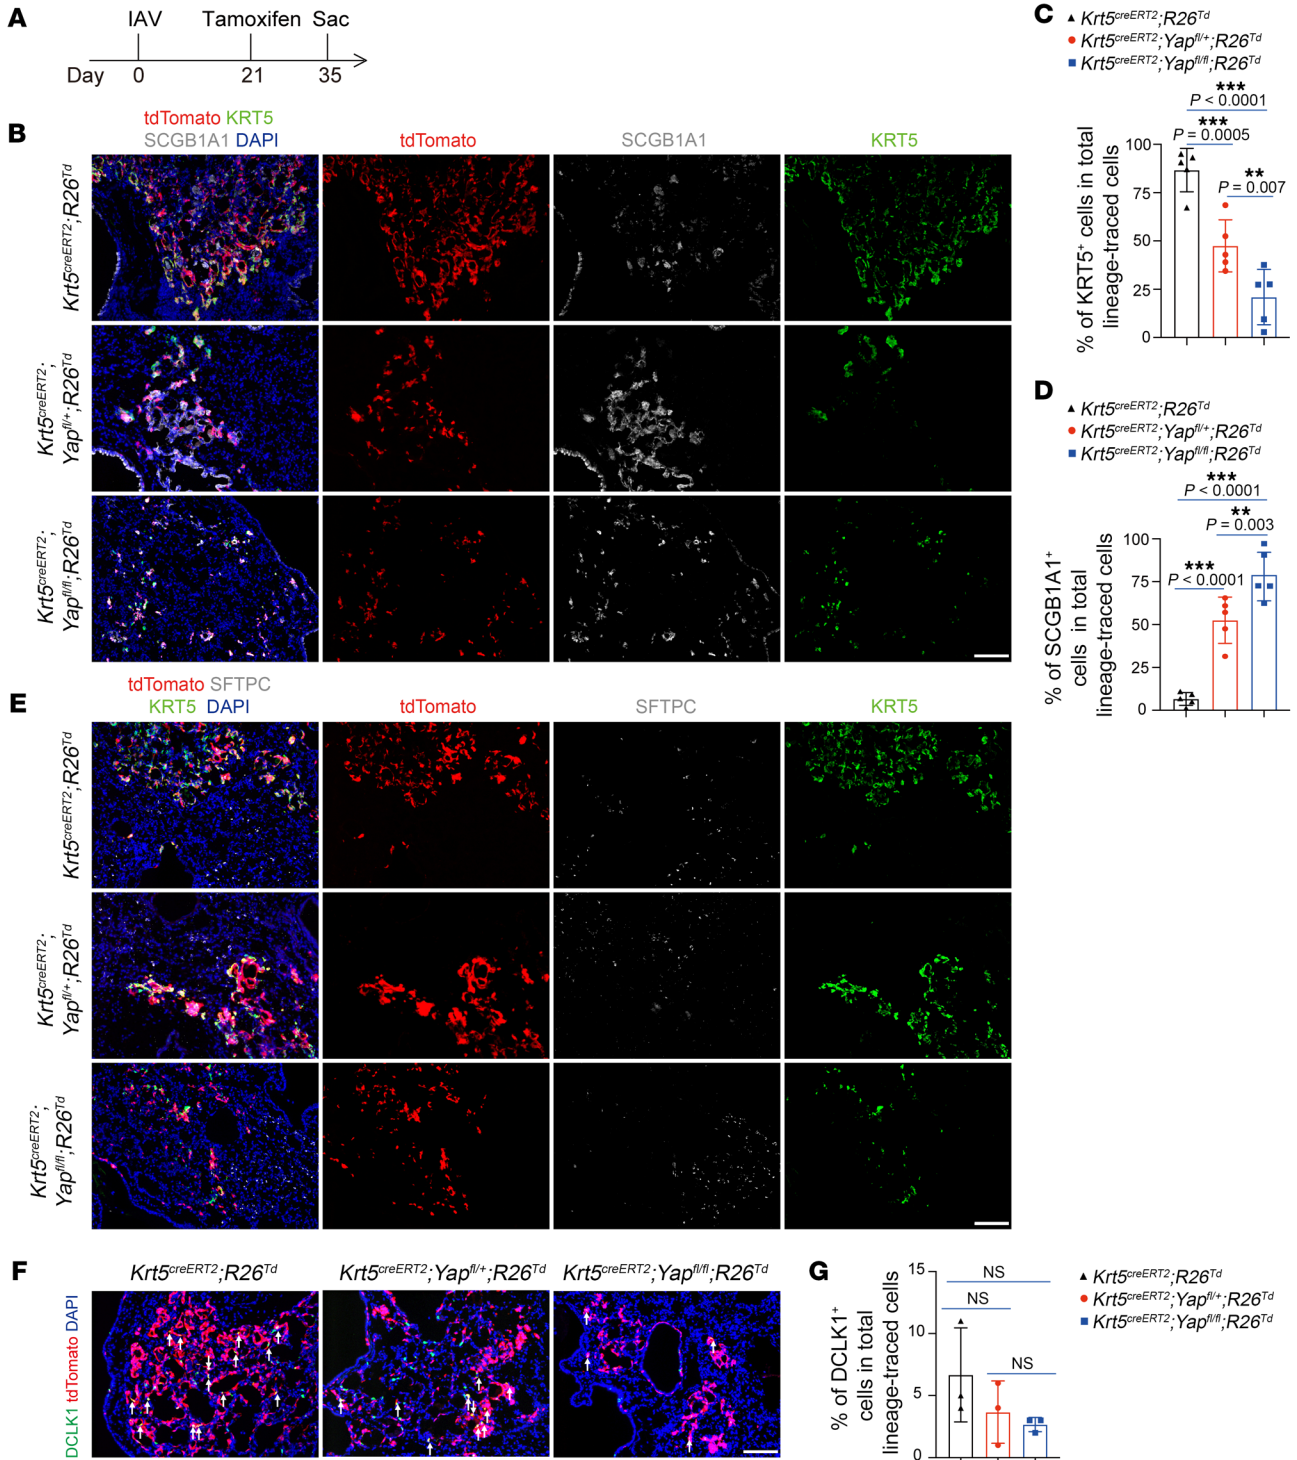 A
IAV Tamoxifen Sac
Day 0 21 35
B
tdTomato KRT5
SCGB1A1 DAPI
tdTomato
SCGB1A1
KRT5
Krt5creERT2;R26Td
Krt5creERT2;
Yapfl/+;R26Td
Krt5creERT2;
Yapfl/fl;R26Td
C
Krt5creERT2;R26Td
Krt5creERT2;Yapfl/+;R26Td
Krt5creERT2;Yapfl/fl;R26Td
***
P < 0.0001
***
P = 0.0005
**
P = 0.007
% of KRT5+ cells in total
lineage-traced cells
100
75
50
25
0
D
Krt5creERT2;R26Td
Krt5creERT2;Yapfl/+;R26Td
Krt5creERT2;Yapfl/fl;R26Td
***
P < 0.0001
**
P = 0.003
***
P < 0.0001
% of SCGB1A1+
cells in total
lineage-traced cells
100
75
50
25
0
E
tdTomato SFTPC
KRT5 DAPI
tdTomato
SFTPC
KRT5
Krt5creERT2;R26Td
Krt5creERT2;
Yapfl/+;R26Td
Krt5creERT2;
Yapfl/fl;R26Td
F
Krt5creERT2;R26Td
Krt5creERT2;Yapfl/+;R26Td
Krt5creERT2;Yapfl/fl;R26Td
DCLK1 tdTomato DAPI
G
NS
NS
NS
% of DCLK1+
cells in total
lineage-traced cells
15
10
5
0
Krt5creERT2;R26Td
Krt5creERT2;Yapfl/+;R26Td
Krt5creERT2;Yapfl/fl;R26Td